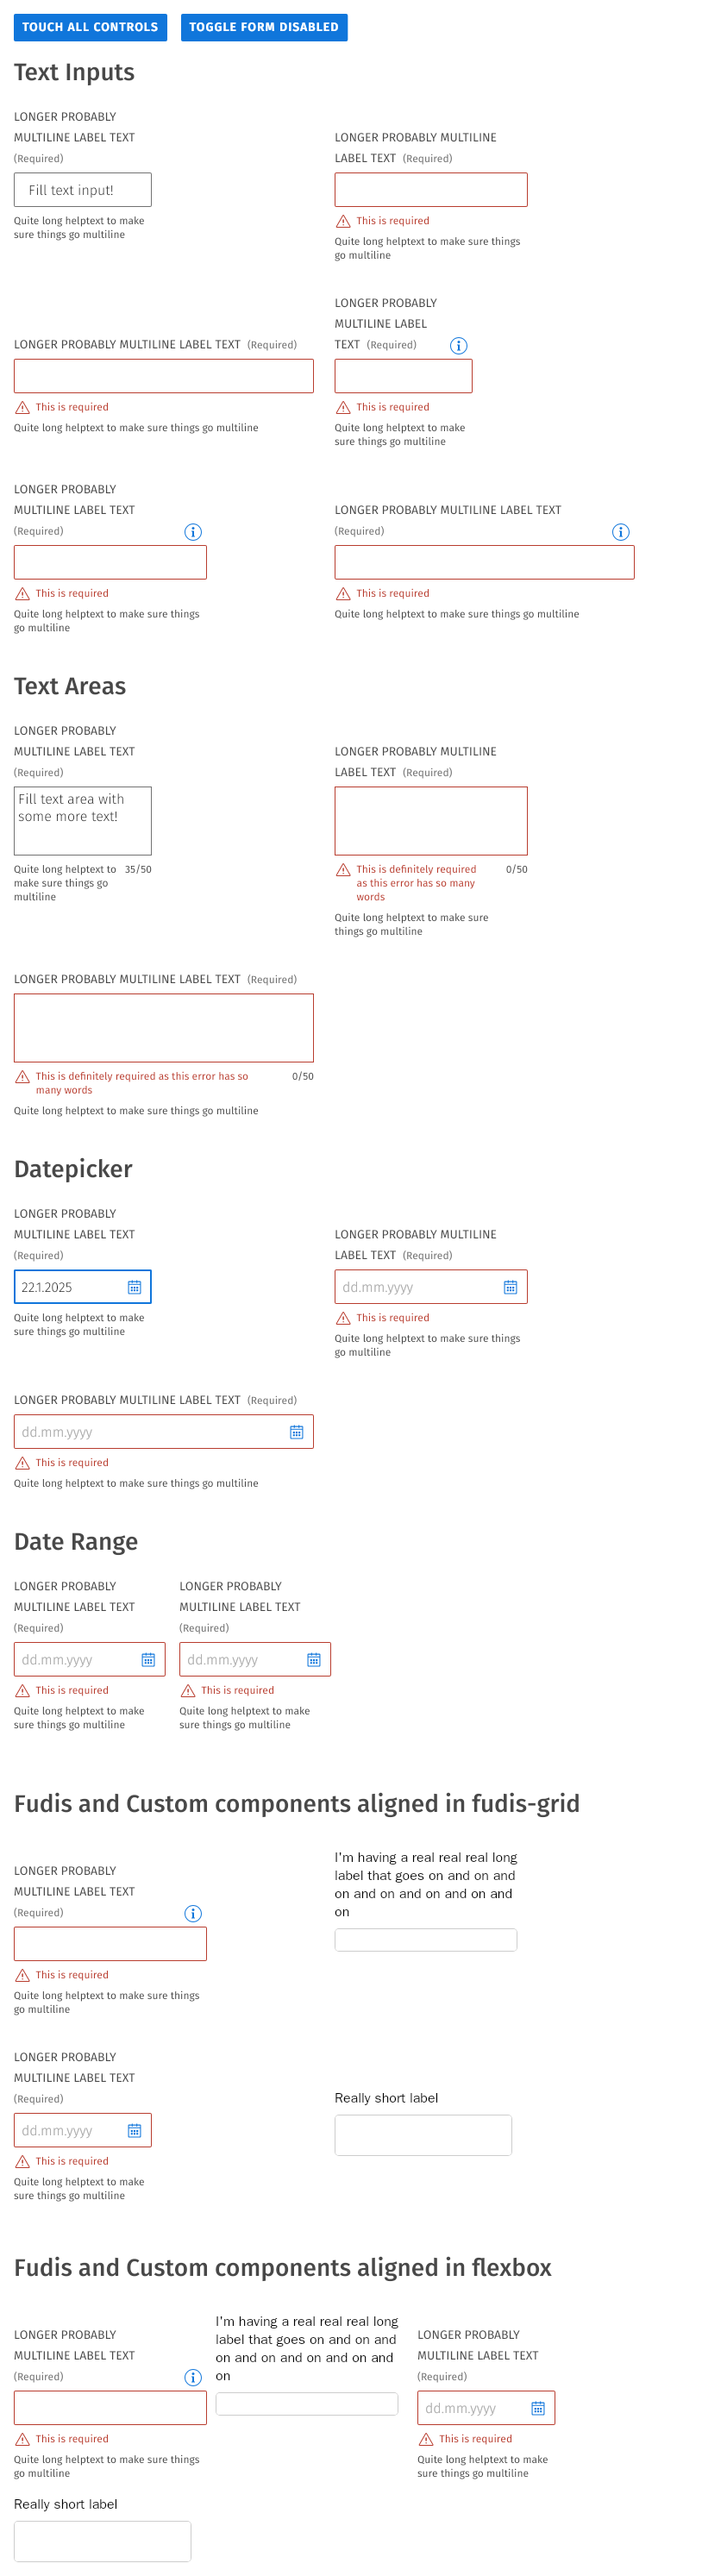 TOUCH ALL CONTROLS
TOGGLE FORM DISABLED
Text Inputs
LONGER PROBABLY
MULTILINE LABEL TEXT
(Required)
Fill text input!
Quite long helptext to make
sure things go multiline
LONGER PROBABLY MULTILINE
LABEL TEXT (Required)
This is required
Quite long helptext to make sure things
go multiline
LONGER PROBABLY MULTILINE LABEL TEXT (Required)
This is required
Quite long helptext to make sure things go multiline
LONGER PROBABLY
MULTILINE LABEL
TEXT (Required)
This is required
Quite long helptext to make
sure things go multiline
LONGER PROBABLY
MULTILINE LABEL TEXT
(Required)
This is required
Quite long helptext to make sure things
go multiline
LONGER PROBABLY MULTILINE LABEL TEXT
(Required)
This is required
Quite long helptext to make sure things go multiline
Text Areas
LONGER PROBABLY
MULTILINE LABEL TEXT
(Required)
Fill text area with
some more text!
Quite long helptext to 35/50
make sure things go
multiline
LONGER PROBABLY MULTILINE
LABEL TEXT (Required)
This is definitely required 0/50
as this error has so many
words
Quite long helptext to make sure
things go multiline
LONGER PROBABLY MULTILINE LABEL TEXT (Required)
This is definitely required as this error has so 0/50
many words
Quite long helptext to make sure things go multiline
Datepicker
LONGER PROBABLY
MULTILINE LABEL TEXT
(Required)
22.1.2025
Quite long helptext to make
sure things go multiline
LONGER PROBABLY MULTILINE
LABEL TEXT (Required)
dd.mm.yyyy
This is required
Quite long helptext to make sure things
go multiline
LONGER PROBABLY MULTILINE LABEL TEXT (Required)
dd.mm.yyyy
This is required
Quite long helptext to make sure things go multiline
Date Range
LONGER PROBABLY
MULTILINE LABEL TEXT
(Required)
dd.mm.yyyy
This is required
Quite long helptext to make
sure things go multiline
LONGER PROBABLY
MULTILINE LABEL TEXT
(Required)
dd.mm.yyyy
This is required
Quite long helptext to make
sure things go multiline
Fudis and Custom components aligned in fudis-grid
LONGER PROBABLY
MULTILINE LABEL TEXT
(Required)
This is required
Quite long helptext to make sure things
go multiline
I'm having a real real real long
label that goes on and on and
on and on and on and on and
on
LONGER PROBABLY
MULTILINE LABEL TEXT
(Required)
dd.mm.yyyy
This is required
Quite long helptext to make
sure things go multiline
Really short label
Fudis and Custom components aligned in flexbox
LONGER PROBABLY
MULTILINE LABEL TEXT
(Required)
This is required
Quite long helptext to make sure things
go multiline
I'm having a real real real long
label that goes on and on and
on and on and on and on and
on
LONGER PROBABLY
MULTILINE LABEL TEXT
(Required)
dd.mm.yyyy
This is required
Quite long helptext to make
sure things go multiline
Really short label